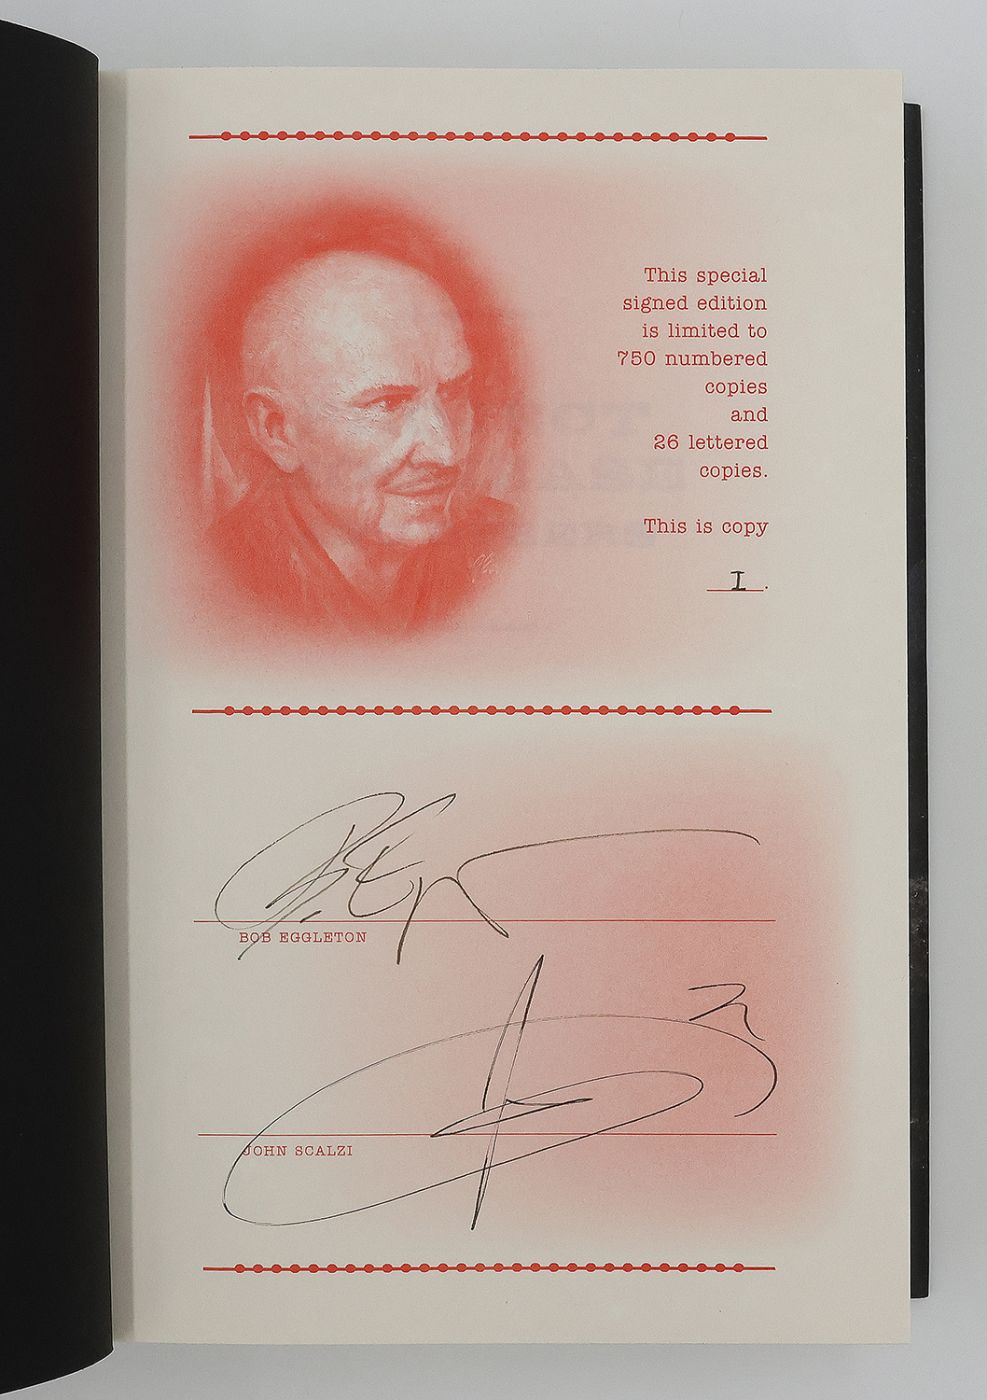 This special
signed edition
is limited to
750 numbered
copies
and
26 lettered
copies.
This is copy
I.
BOB EGGLETON
JOHN SCALZI